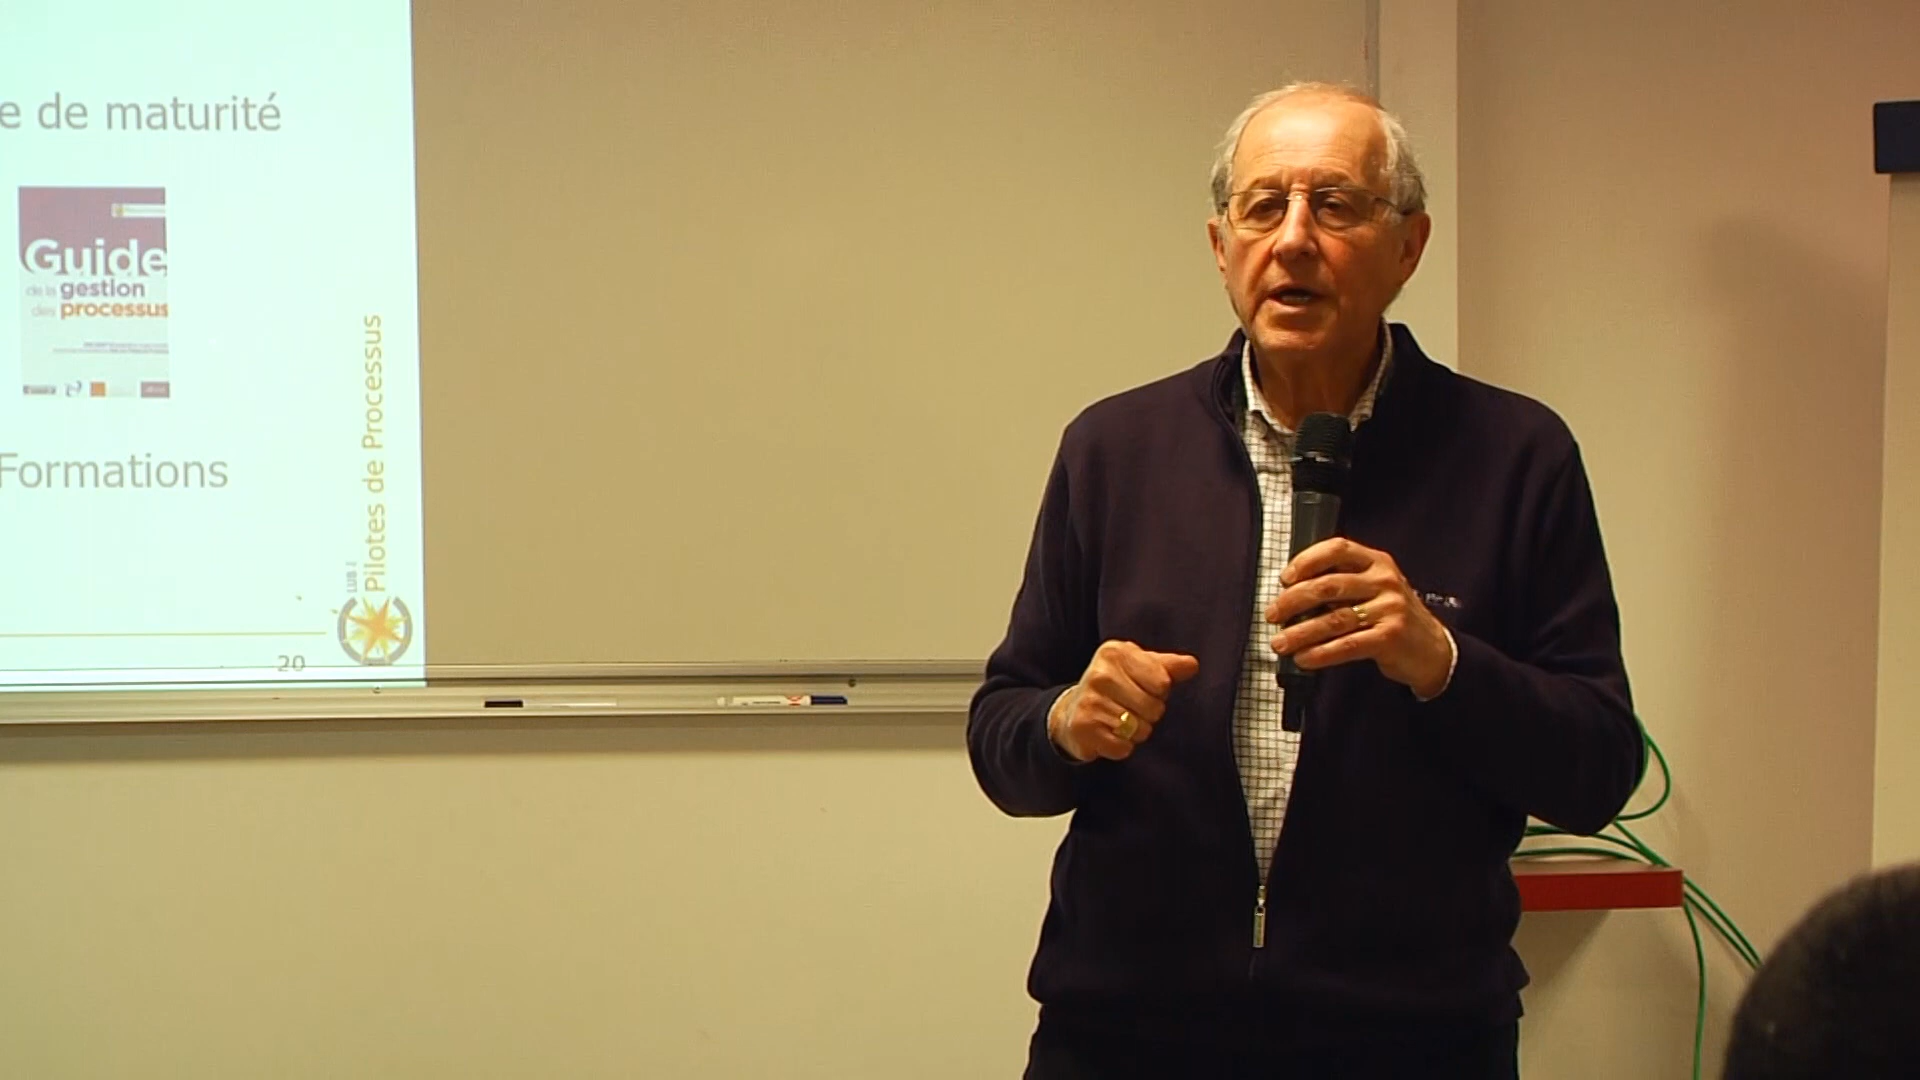 e de maturité
Guide
de la gestion
des processus
Formations
Pilotes de Processus
20